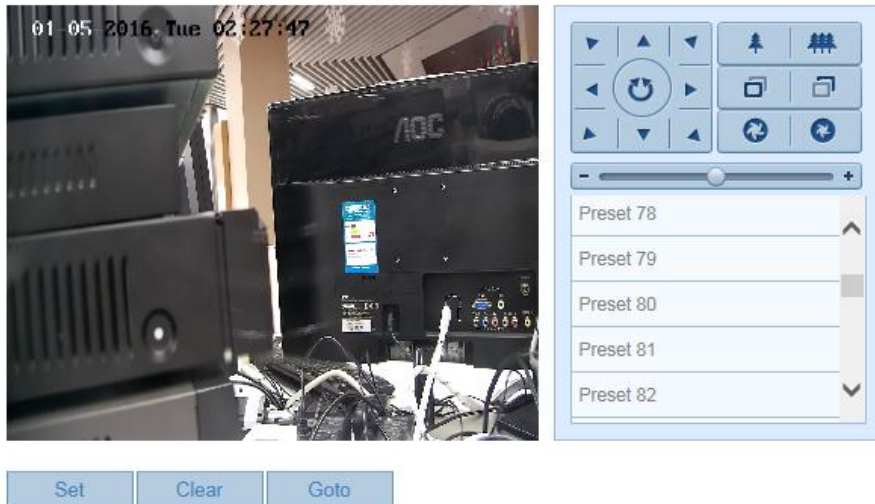 01-05-2016 Tue 02:27:47
AOC
Preset 78
Preset 79
Preset 80
Preset 81
Preset 82
Set
Clear
Goto